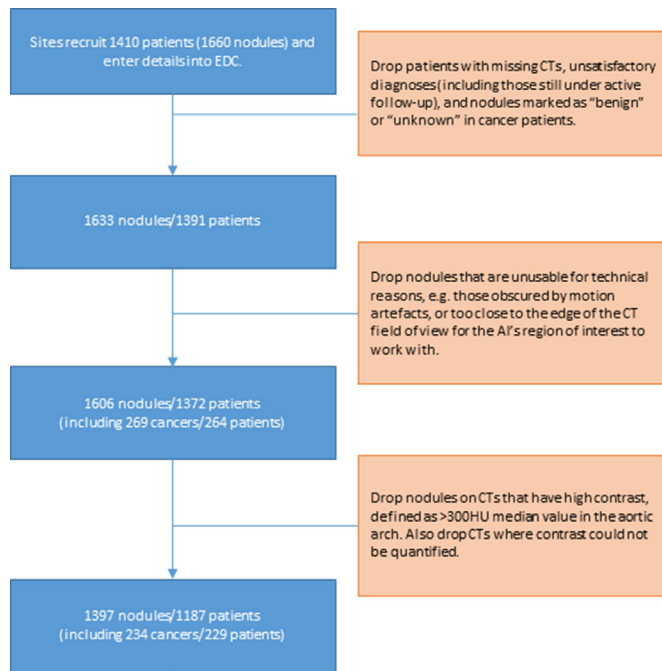 Sites recruit 1410 patients (1660 nodules) and
enter details into EDC.
Drop patients with missing CTs, unsatisfactory
diagnoses (including those still under active
follow-up), and nodules marked as “benign”
or “unknown” in cancer patients.
1633 nodules/1391 patients
Drop nodules that are unusable for technical
reasons, e.g. those obscured by motion
artefacts, or too close to the edge of the CT
field of view for the AI’s region of interest to
work with.
1606 nodules/1372 patients
(including 269 cancers/264 patients)
Drop nodules on CTs that have high contrast,
defined as >300HU median value in the aortic
arch. Also drop CTs where contrast could not
be quantified.
1397 nodules/1187 patients
(including 234 cancers/229 patients)